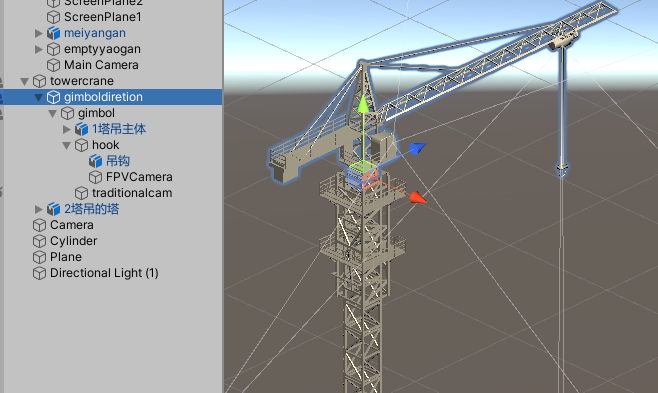 ScreenPlane2
ScreenPlane1
meiyangan
emptyyaogan
Main Camera
towercrane
gimboldiretion
gimbol
1塔吊主体
hook
吊钩
FPVCamera
traditionalcam
2塔吊的塔
Camera
Cylinder
Plane
Directional Light (1)